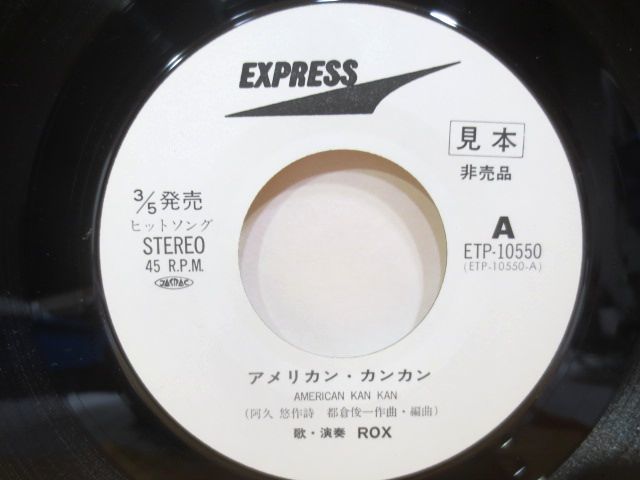 EXPRESS
見本
非売品
3/5発売
ヒットソング
STEREO
45 R.P.M.
JASRAC
A
ETP-10550
(ETP-10550-A)
アメリカン・カンカン
AMERICAN KAN KAN
(阿久 悠作詩 都倉俊一作曲・編曲)
歌・演奏 ROX